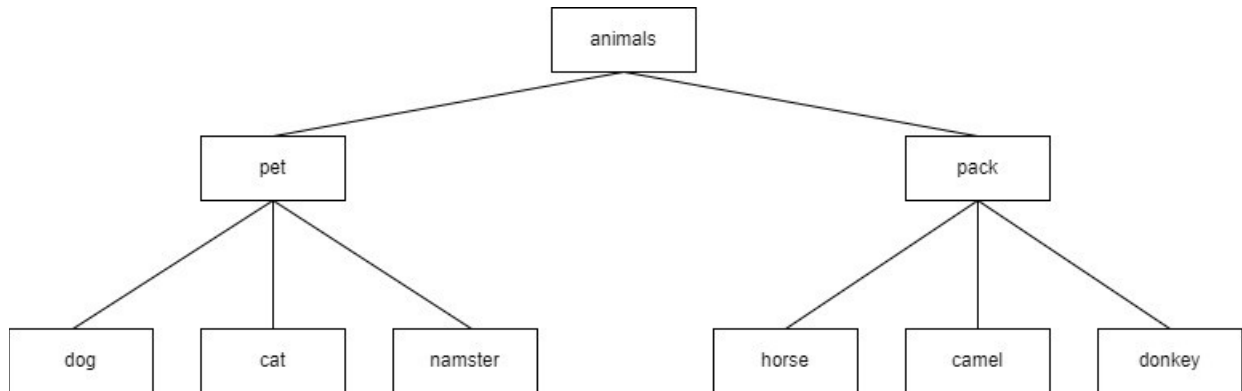 animals
pet
pack
dog
cat
namster
horse
camel
donkey